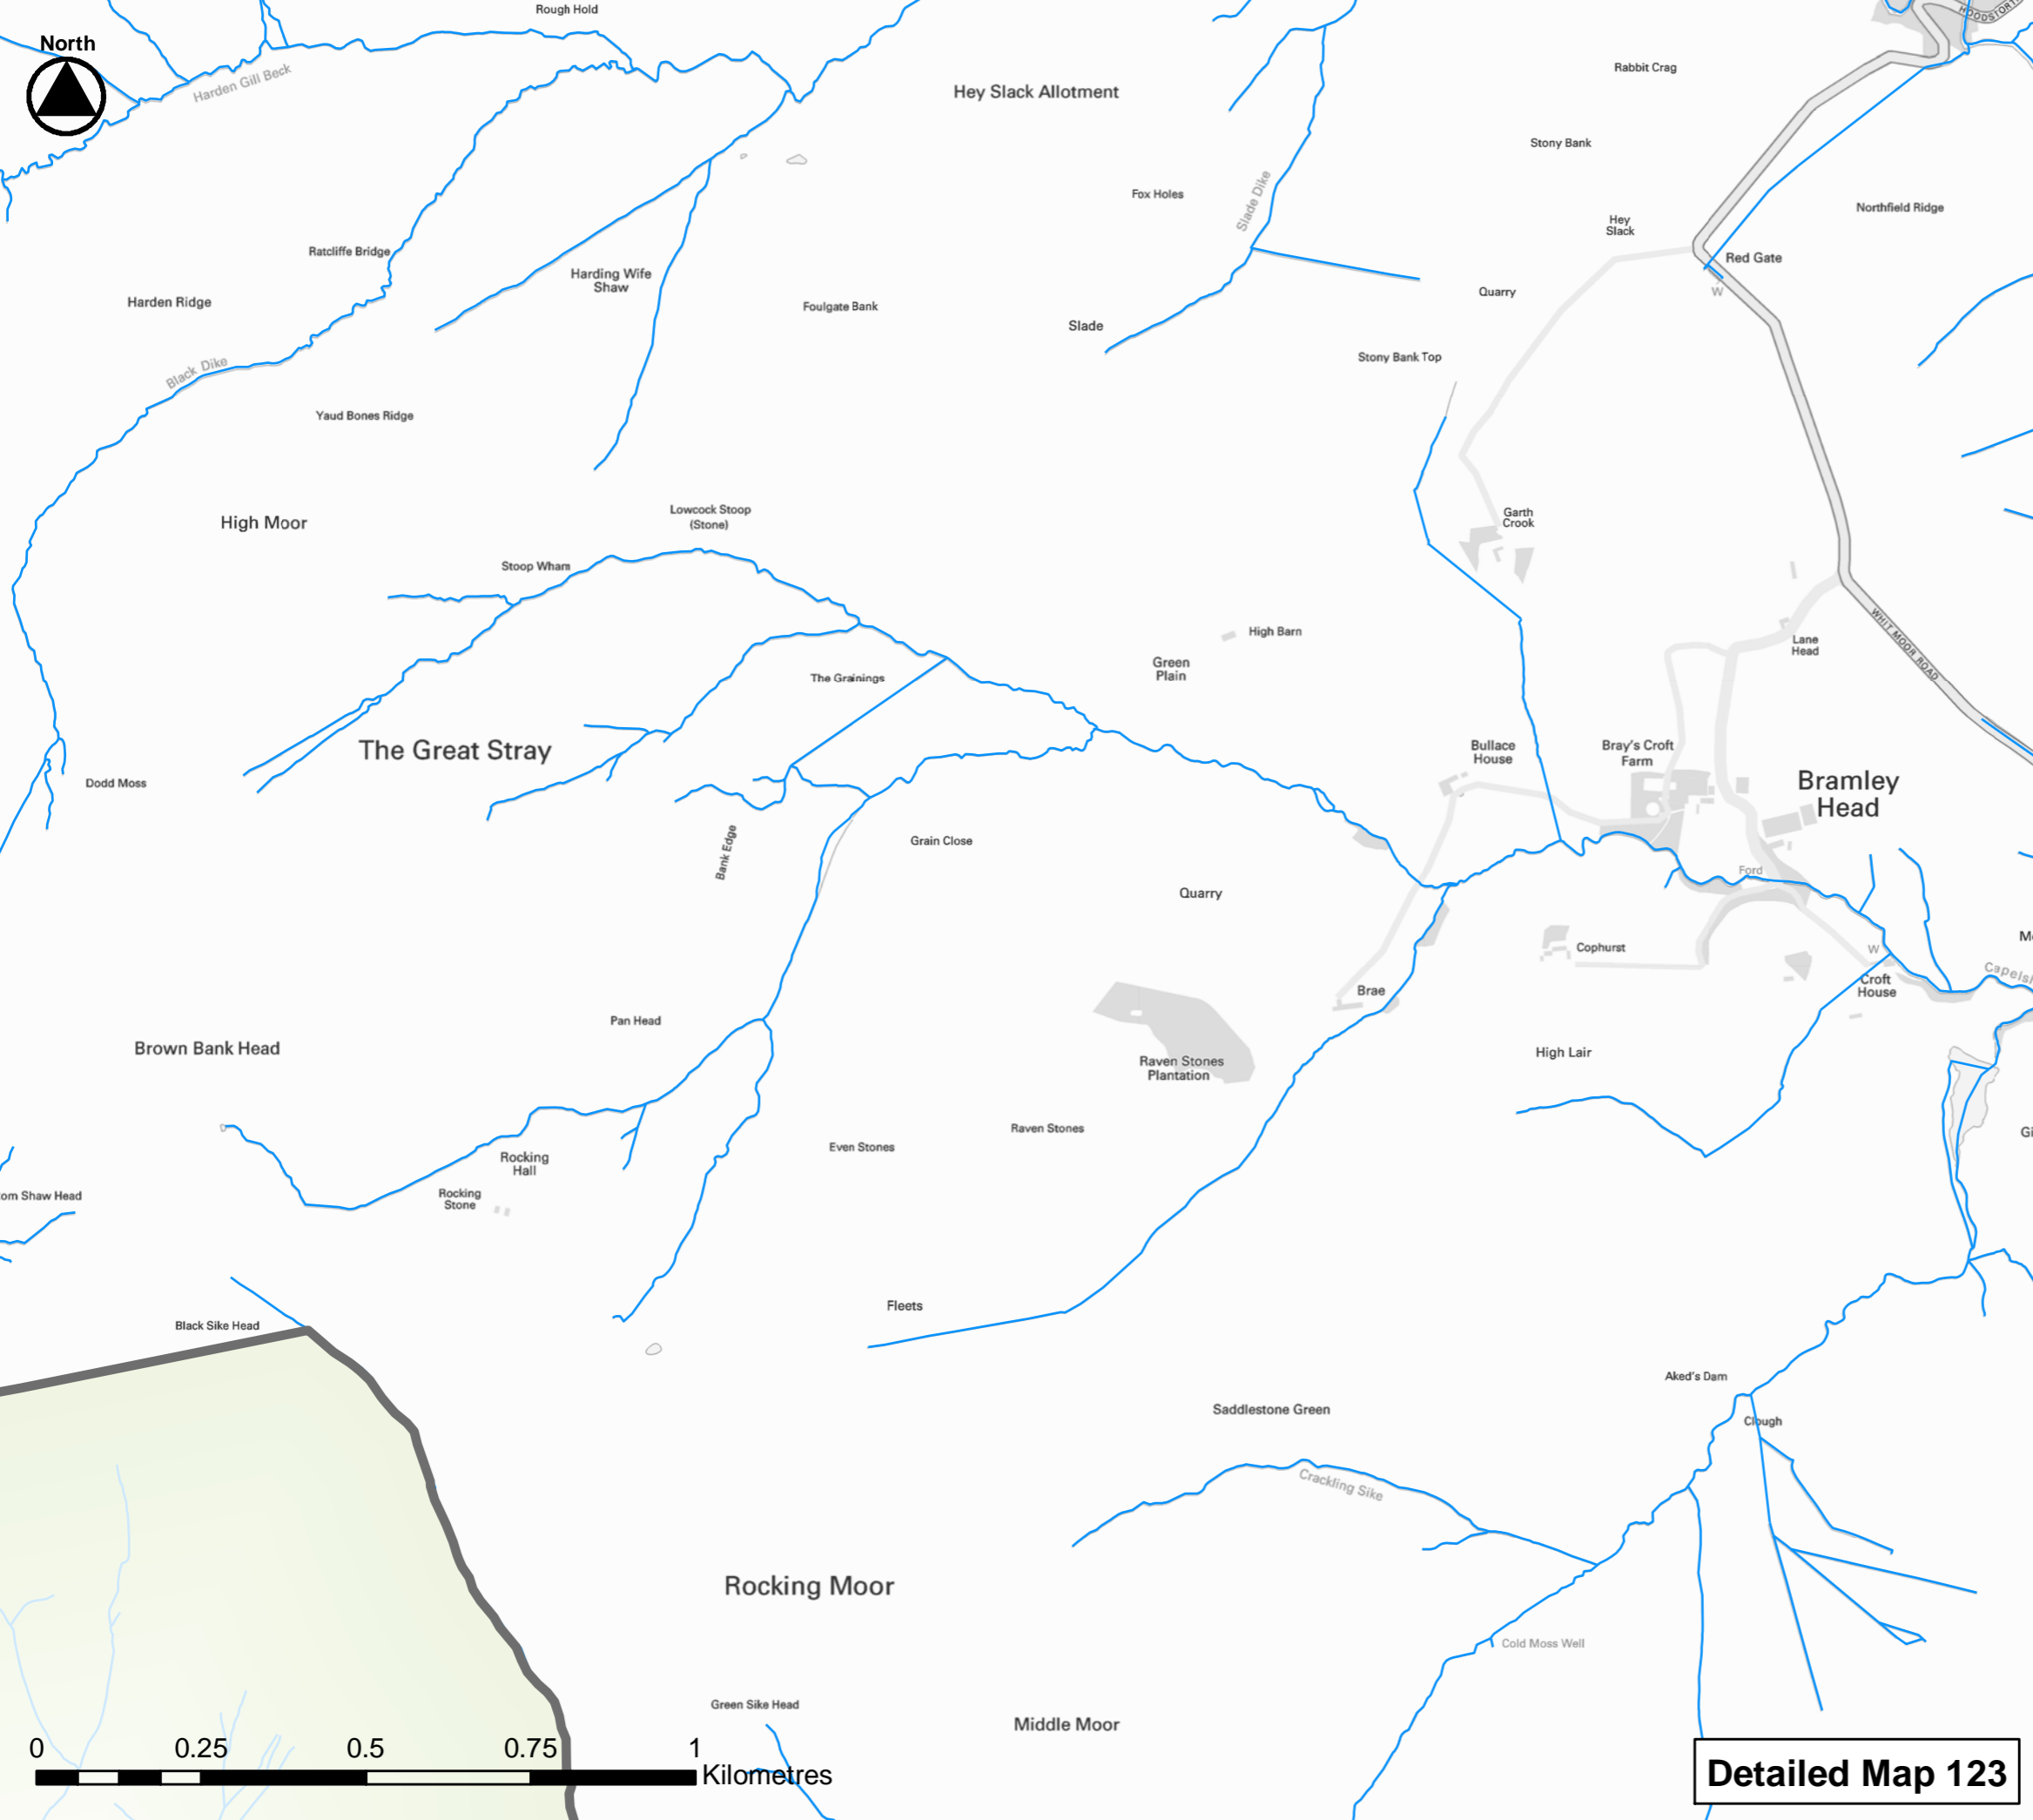 Rough Hold
HOODSTORTH
North
Harden Gill Beck
Rabbit Crag
Hey Slack Allotment
Stony Bank
Fox Holes
Slade Dike
Northfield Ridge
Hey
Slack
Ratcliffe Bridge
Red Gate
Harding Wife
Shaw
W
Quarry
Harden Ridge
Foulgate Bank
Slade
Stony Bank Top
Black Dike
Yaud Bones Ridge
High Moor
Lowcock Stoop
(Stone)
Garth
Crook
Stoop Wham
High Barn
Lane
Head
WHIT MOOR ROAD
Green
Plain
The Grainings
The Great Stray
Bullace
House
Bray's Croft
Farm
Dodd Moss
Bramley
Head
Bank Edge
Grain Close
Ford
Quarry
Cophurst
W
Capelsh
Croft
House
Brae
Pan Head
Brown Bank Head
High Lair
Raven Stones
Plantation
Raven Stones
Gi
Even Stones
Rocking
Hall
om Shaw Head
Rocking
Stone
Fleets
Black Sike Head
Aked's Dam
Saddlestone Green
Clough
Crackling Sike
Rocking Moor
Cold Moss Well
Green Sike Head
Middle Moor
0 0.25 0.5 0.75 1
Kilometres
Detailed Map 123